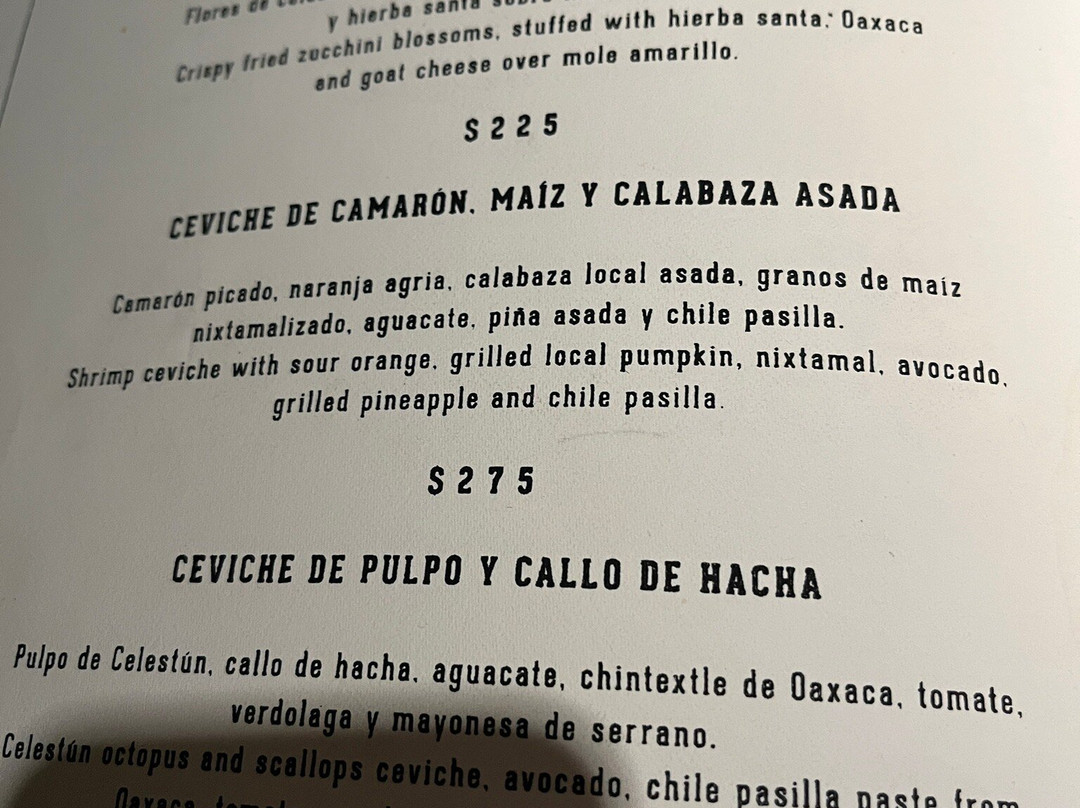 Flores de
y hierba santa
Crispy fried zucchini blossoms, stuffed with hierba santa, Oaxaca
and goat cheese over mole amarillo.
$225
CEVICHE DE CAMARÓN, MAÍZ Y CALABAZA ASADA
Camarón picado, naranja agria, calabaza local asada, granos de maíz
nixtamalizado, aguacate, piña asada y chile pasilla.
Shrimp ceviche with sour orange, grilled local pumpkin, nixtamal, avocado,
grilled pineapple and chile pasilla.
$275
CEVICHE DE PULPO Y CALLO DE HACHA
Pulpo de Celestún, callo de hacha, aguacate, chintextle de Oaxaca, tomate,
verdolaga y mayonesa de serrano.
Celestún octopus and scallops ceviche, avocado, chile pasilla paste from
Oaxaca,